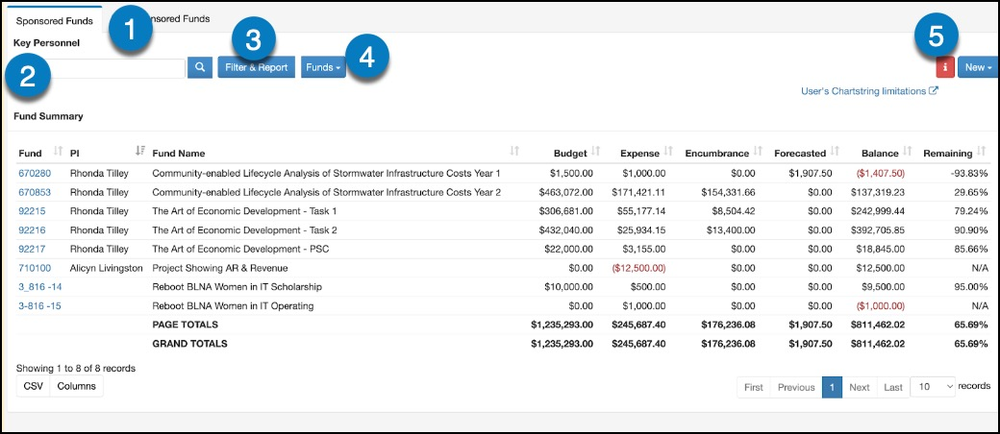 Sponsored Funds nsored Funds
1
Key Personnel
3
4
5
2
Filter & Report Funds i New
User's Chartstring limitations
Fund Summary
Fund PI Fund Name Budget Expense Encumbrance Forecasted Balance Remaining
670280 Rhonda Tilley Community-enabled Lifecycle Analysis of Stormwater Infrastructure Costs Year 1 $1,500.00 $1,000.00 $0.00 $1,907.50 ($1,407.50) -93.83%
670853 Rhonda Tilley Community-enabled Lifecycle Analysis of Stormwater Infrastructure Costs Year 2 $463,072.00 $171,421.11 $154,331.66 $0.00 $137,319.23 29.65%
92215 Rhonda Tilley The Art of Economic Development - Task 1 $306,681.00 $55,177.14 $8,504.42 $0.00 $242,999.44 79.24%
92216 Rhonda Tilley The Art of Economic Development - Task 2 $432,040.00 $25,934.15 $13,400.00 $0.00 $392,705.85 90.90%
92217 Rhonda Tilley The Art of Economic Development - PSC $22,000.00 $3,155.00 $0.00 $0.00 $18,845.00 85.66%
710100 Alicyn Livingston Project Showing AR & Revenue $0.00 ($12,500.00) $0.00 $0.00 $12,500.00 N/A
3_816 -14 Reboot BLNA Women in IT Scholarship $10,000.00 $500.00 $0.00 $0.00 $9,500.00 95.00%
3-816 -15 Reboot BLNA Women in IT Operating $0.00 $1,000.00 $0.00 $0.00 ($1,000.00) N/A
PAGE TOTALS $1,235,293.00 $245,687.40 $176,236.08 $1,907.50 $811,462.02 65.69%
GRAND TOTALS $1,235,293.00 $245,687.40 $176,236.08 $1,907.50 $811,462.02 65.69%
Showing 1 to 8 of 8 records
CSV Columns First Previous 1 Next Last 10 records